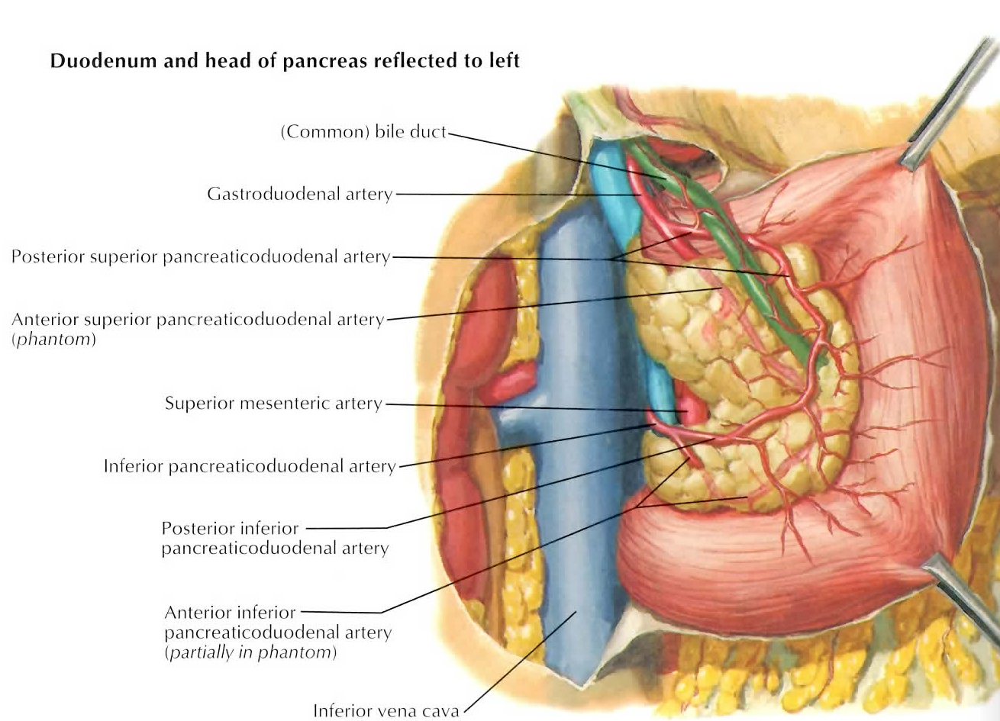 Duodenum and head of pancreas reflected to left
(Common) bile duct
Gastroduodenal artery
Posterior superior pancreaticoduodenal artery
Anterior superior pancreaticoduodenal artery
(phantom)
Superior mesenteric artery
Inferior pancreaticoduodenal artery
Posterior inferior
pancreaticoduodenal artery
Anterior inferior
pancreaticoduodenal artery
(partially in phantom)
Inferior vena cava